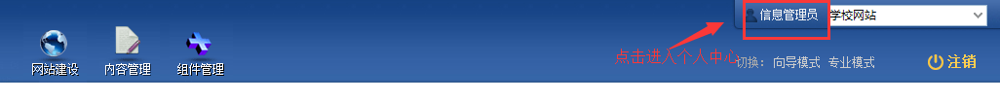 信息管理员 学校网站
点击进入个人中心
切换： 向导模式 专业模式 注销
网站建设 内容管理 组件管理